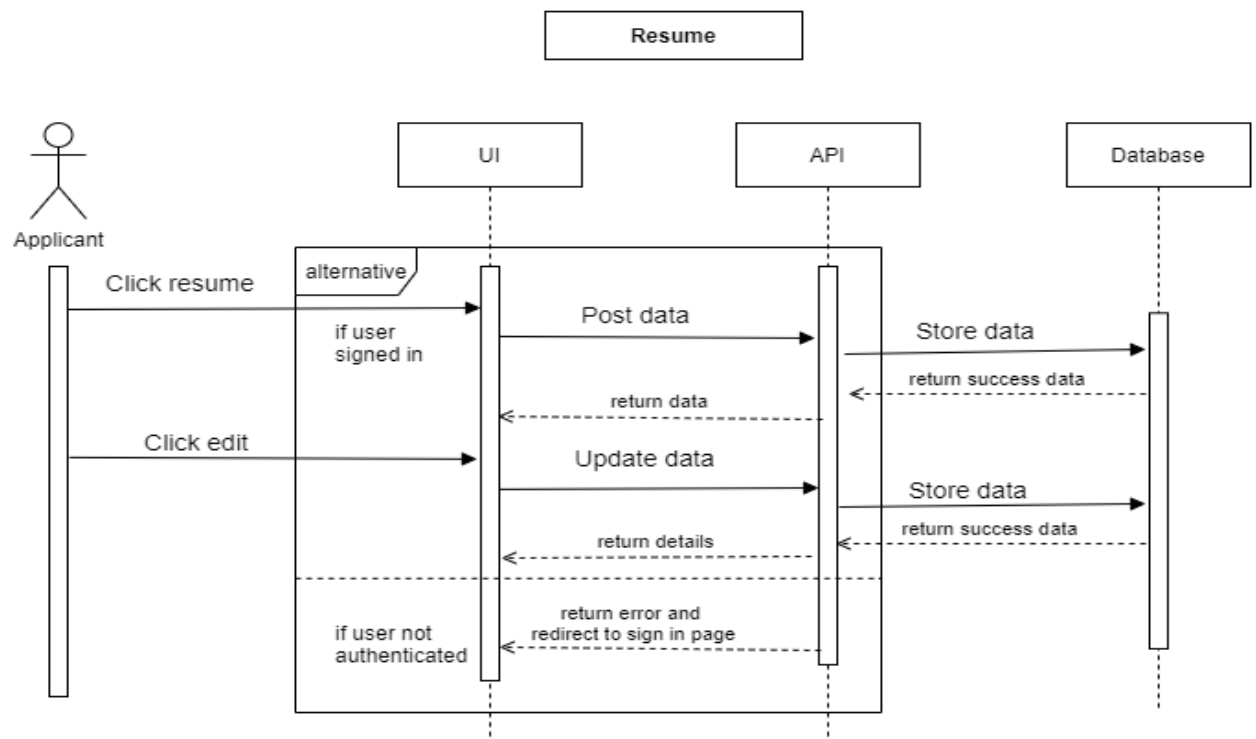 Resume
UI
API
Database
Applicant
alternative
Click resume
Post data
if user
signed in
Store data
return success data
return data
Click edit
Update data
Store data
return success data
return details
return error and
redirect to sign in page
if user not
authenticated